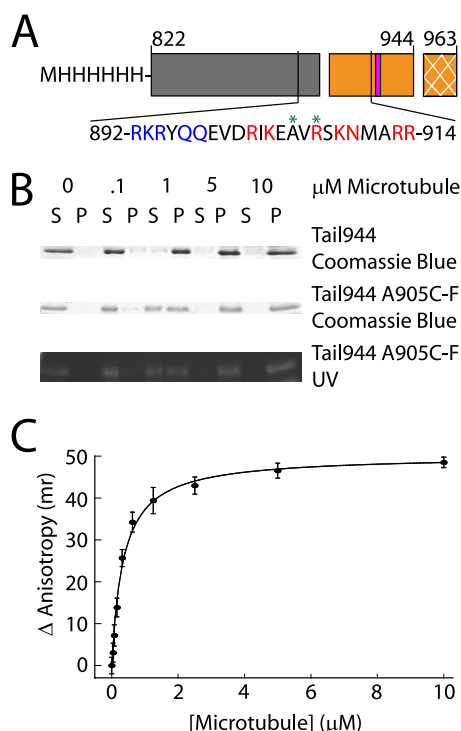 A
822 944 963
MHHHHHH-
* *
892-RKRYQQEVDRIKEAVRSKNMARR-914
B
0 .1 1 5 10 μM Microtubule
S P S P S P S P S P
Tail944
Coomassie Blue
Tail944 A905C-F
Coomassie Blue
Tail944 A905C-F
UV
C
50
40
30
20
10
0
Δ Anisotropy (mr)
0 2 4 6 8 10
[Microtubule] (μM)